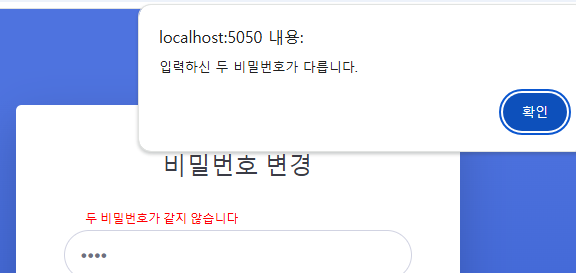 localhost:5050 내용:
입력하신 두 비밀번호가 다릅니다.
확인
비밀번호 변경
두 비밀번호가 같지 않습니다
••••